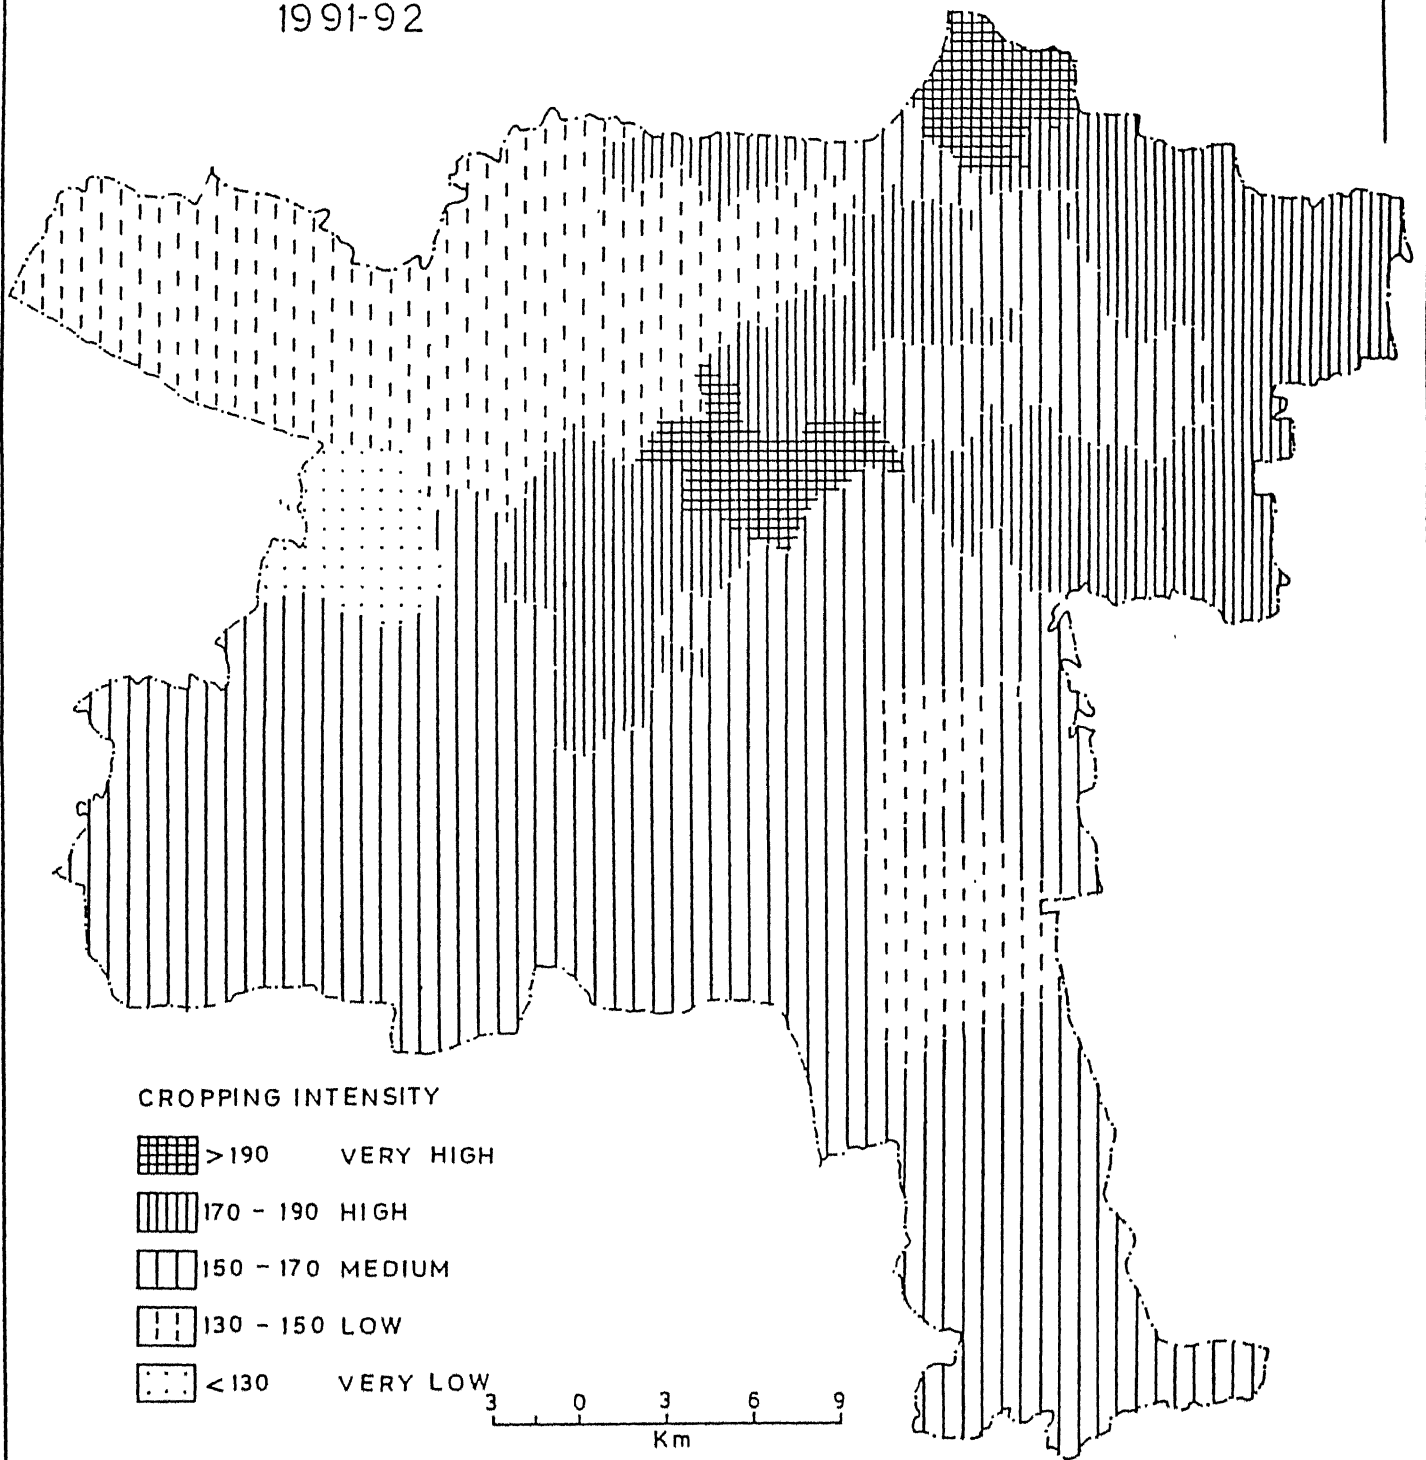 1991-92
CROPPING INTENSITY
>190 VERY HIGH
170 - 190 HIGH
150 - 170 MEDIUM
130 - 150 LOW
<130 VERY LOW
3 0 3 6 9
Km